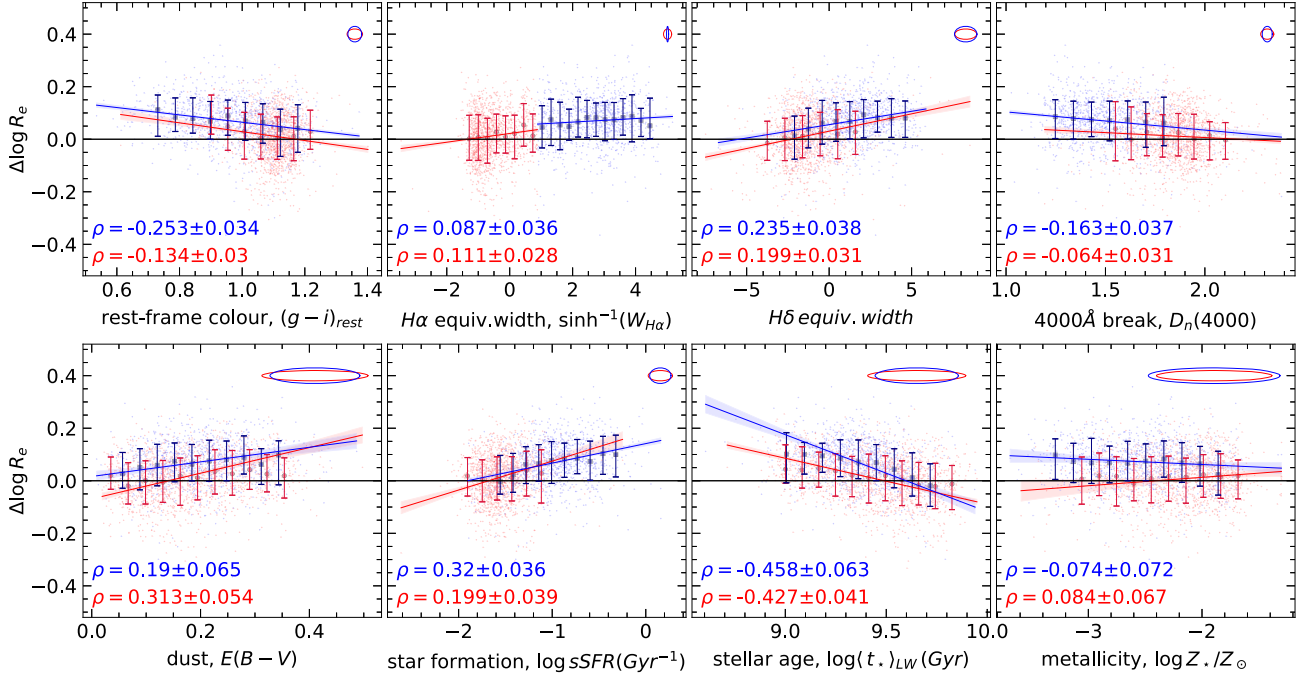 0.4
0.2
0.0
−0.2
−0.4
Δlog R_e
ρ = -0.253±0.034
ρ = -0.134±0.03
0.6 0.8 1.0 1.2 1.4
rest-frame colour, (g − i)_rest
ρ = 0.087±0.036
ρ = 0.111±0.028
−2 0 2 4
Hα equiv.width, sinh⁻¹(W_Hα)
ρ = 0.235±0.038
ρ = 0.199±0.031
−5 0 5
Hδ equiv. width
ρ = -0.163±0.037
ρ = -0.064±0.031
1.0 1.5 2.0
4000Å break, D_n(4000)
0.4
0.2
0.0
−0.2
−0.4
Δlog R_e
ρ = 0.19±0.065
ρ = 0.313±0.054
0.0 0.2 0.4
dust, E(B − V)
ρ = 0.32±0.036
ρ = 0.199±0.039
−2 −1 0
star formation, log sSFR(Gyr⁻¹)
ρ = -0.458±0.063
ρ = -0.427±0.041
9.0 9.5 10.0
stellar age, log⟨t⋆⟩_LW (Gyr)
ρ = -0.074±0.072
ρ = 0.084±0.067
−3 −2
metallicity, log Z⋆/Z⊙